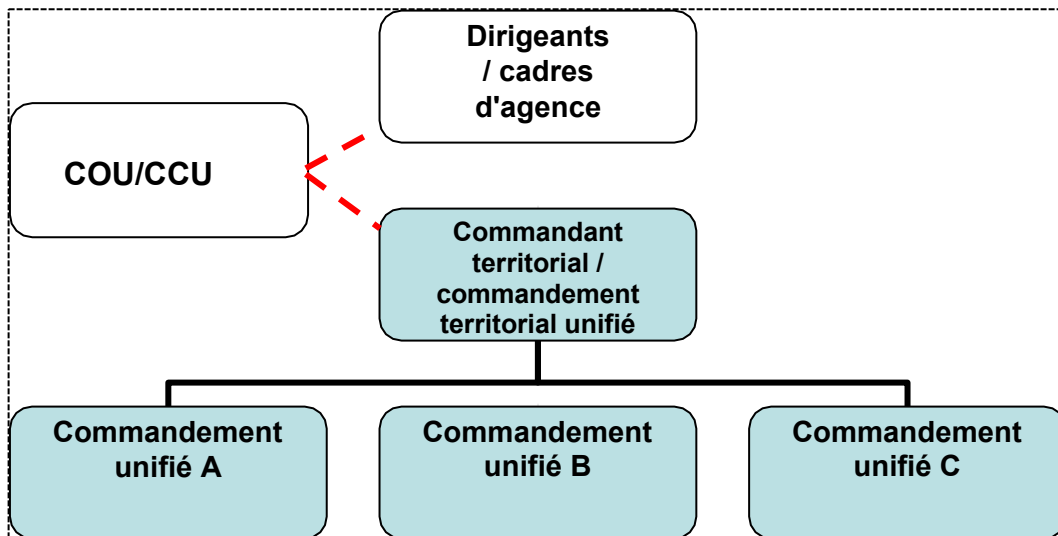 Dirigeants
/ cadres
d'agence
COU/CCU
Commandant
territorial /
commandement
territorial unifié
Commandement
unifié A
Commandement
unifié B
Commandement
unifié C